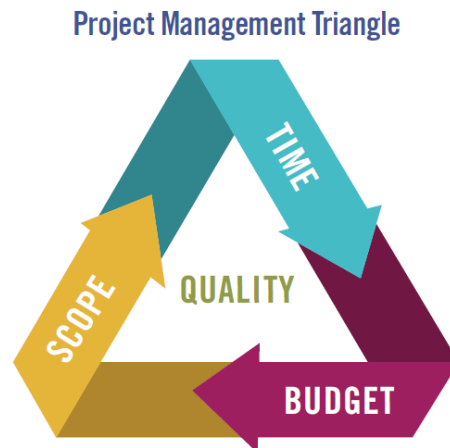 Project Management Triangle
TIME
SCOPE
QUALITY
BUDGET